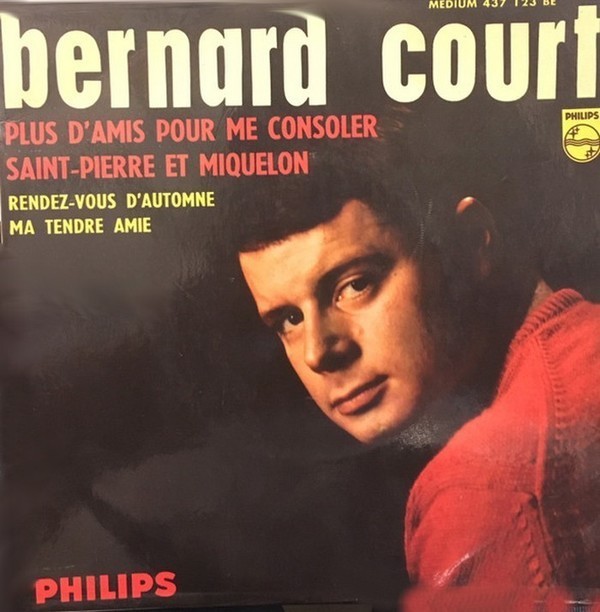 MEDIUM 437 123 BE
bernard court
PLUS D'AMIS POUR ME CONSOLER
SAINT-PIERRE ET MIQUELON
RENDEZ-VOUS D'AUTOMNE
MA TENDRE AMIE
PHILIPS
PHILIPS